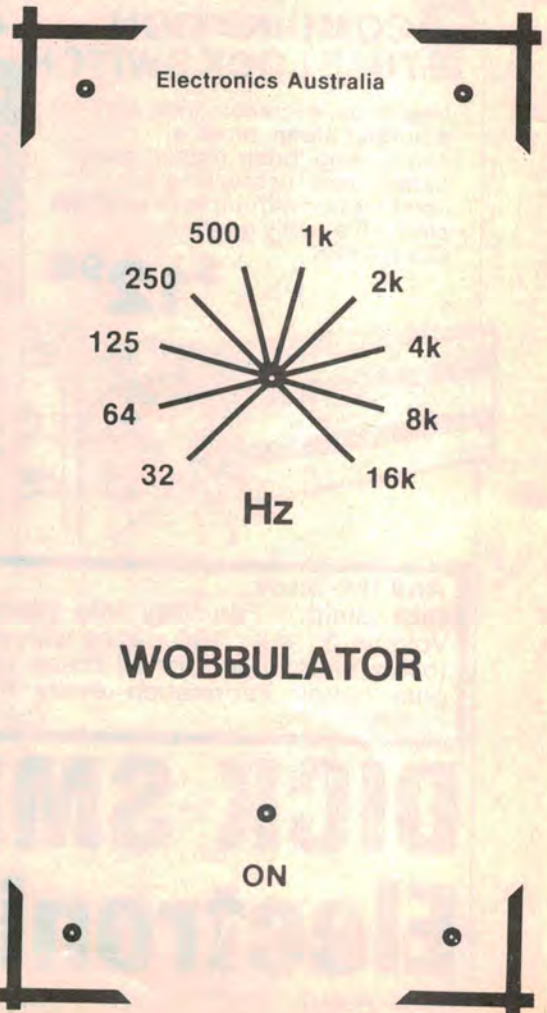 Electronics Australia
500 1k
250 2k
125 4k
64 8k
32 16k
Hz
WOBBULATOR
ON